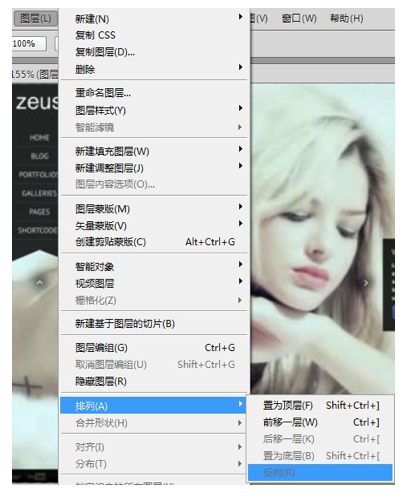 图层(L)
视图(V) 窗口(W) 帮助(H)
100%
155% (图层
zeus
HOME
BLOG
PORTFOLIOS
GALLERIES
PAGES
SHORTCODES
新建(N)
复制 CSS
复制图层(D)...
删除
重命名图层...
图层样式(Y)
智能滤镜
新建填充图层(W)
新建调整图层(J)
图层内容选项(O)...
图层蒙版(M)
矢量蒙版(V)
创建剪贴蒙版(C) Alt+Ctrl+G
智能对象
视频图层
栅格化(Z)
新建基于图层的切片(B)
图层编组(G) Ctrl+G
取消图层编组(U) Shift+Ctrl+G
隐藏图层(R)
排列(A)
合并形状(H)
对齐(I)
分布(T)
置为顶层(F) Shift+Ctrl+]
前移一层(W) Ctrl+]
后移一层(K) Ctrl+[
置为底层(B) Shift+Ctrl+[
反向(R)